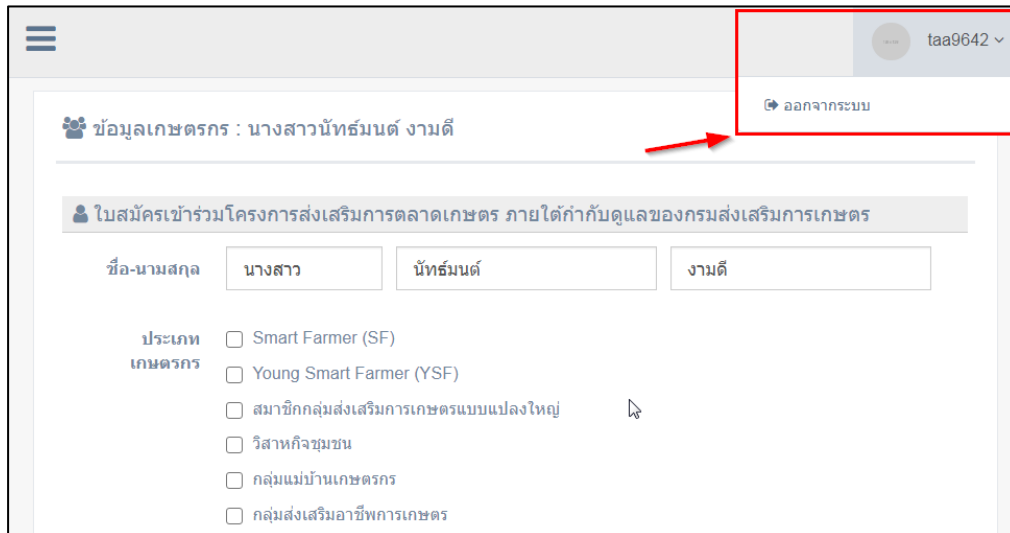 taa9642
ออกจากระบบ
ข้อมูลเกษตรกร : นางสาวนัทธ์มนต์ งามดี
ใบสมัครเข้าร่วมโครงการส่งเสริมการตลาดเกษตร ภายใต้กำกับดูแลของกรมส่งเสริมการเกษตร
ชื่อ-นามสกุล นางสาว นัทธ์มนต์ งามดี
ประเภท Smart Farmer (SF)
เกษตรกร Young Smart Farmer (YSF)
สมาชิกกลุ่มส่งเสริมการเกษตรแบบแปลงใหญ่
วิสาหกิจชุมชน
กลุ่มแม่บ้านเกษตรกร
กลุ่มส่งเสริมอาชีพการเกษตร